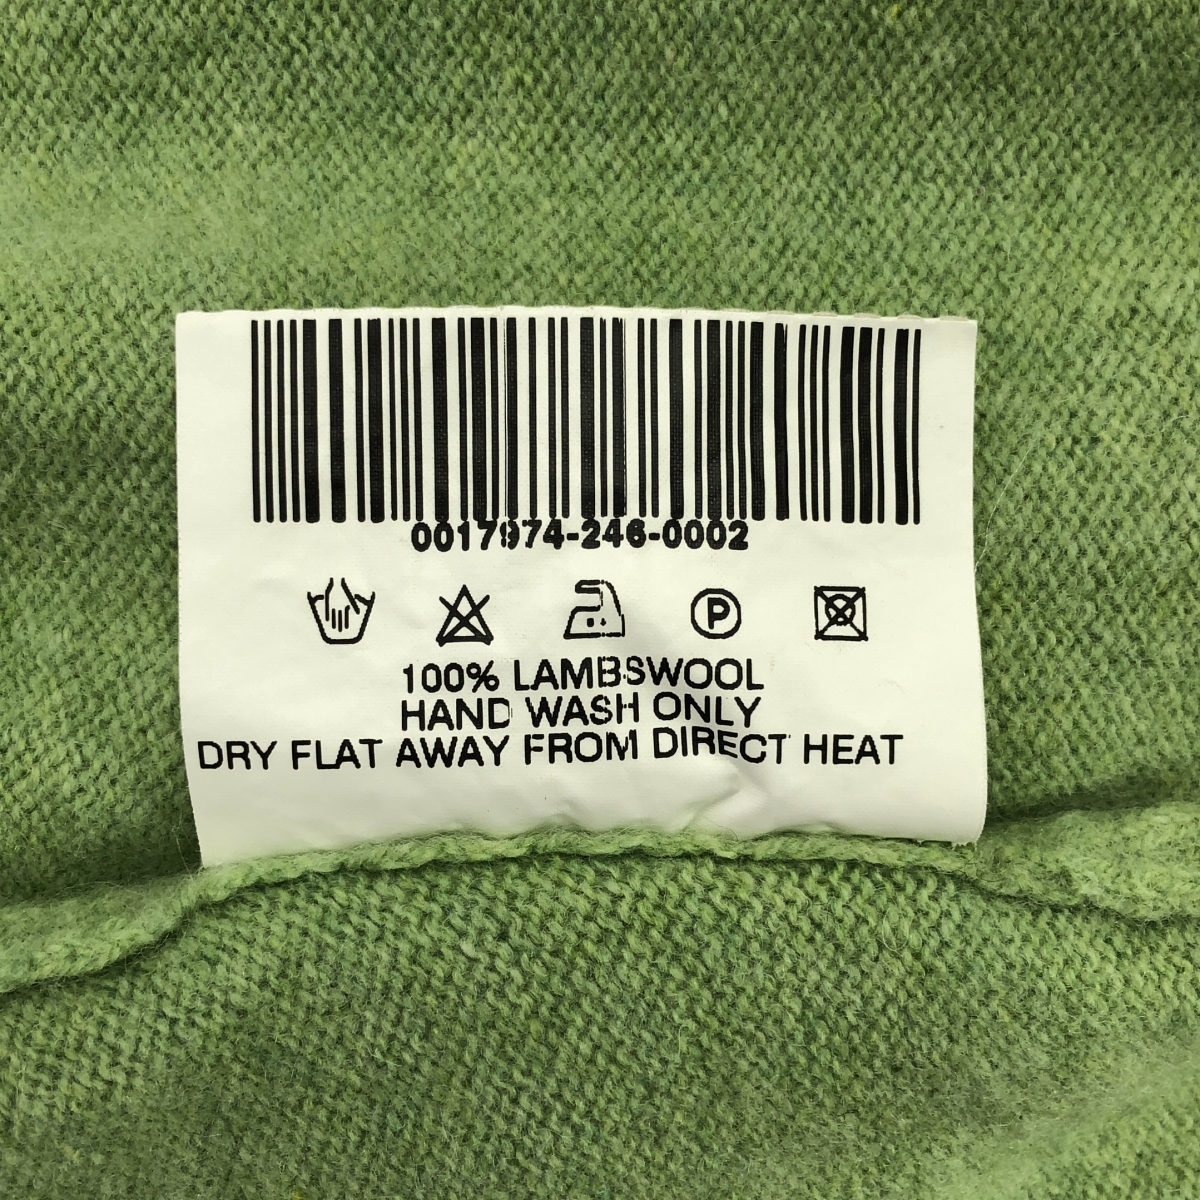 0017974-246-0002
P
100% LAMBSWOOL
HAND WASH ONLY
DRY FLAT AWAY FROM DIRECT HEAT